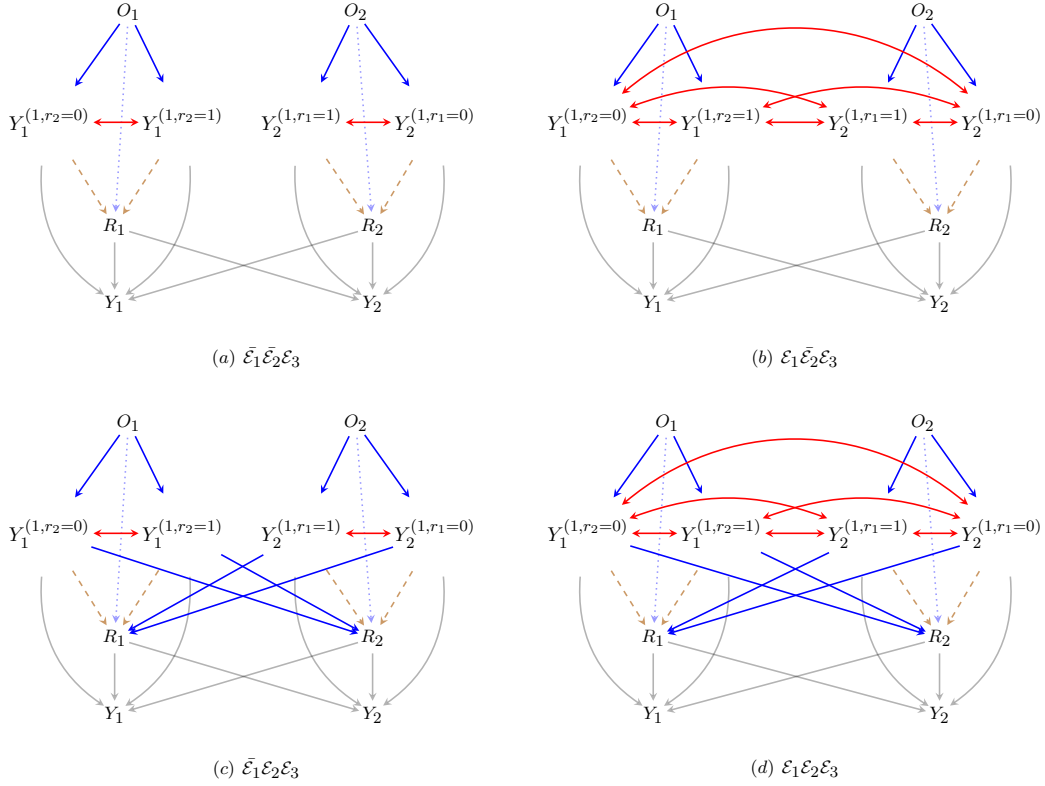 O₁ O₂ O₁ O₂
Y₁^(1,r₂=0) Y₁^(1,r₂=1) Y₂^(1,r₁=1) Y₂^(1,r₁=0) Y₁^(1,r₂=0) Y₁^(1,r₂=1) Y₂^(1,r₁=1) Y₂^(1,r₁=0)
R₁ R₂ R₁ R₂
Y₁ Y₂ Y₁ Y₂
(a) ℰ̄₁ℰ̄₂ℰ₃ (b) ℰ₁ℰ̄₂ℰ₃
O₁ O₂ O₁ O₂
Y₁^(1,r₂=0) Y₁^(1,r₂=1) Y₂^(1,r₁=1) Y₂^(1,r₁=0) Y₁^(1,r₂=0) Y₁^(1,r₂=1) Y₂^(1,r₁=1) Y₂^(1,r₁=0)
R₁ R₂ R₁ R₂
Y₁ Y₂ Y₁ Y₂
(c) ℰ̄₁ℰ₂ℰ₃ (d) ℰ₁ℰ₂ℰ₃